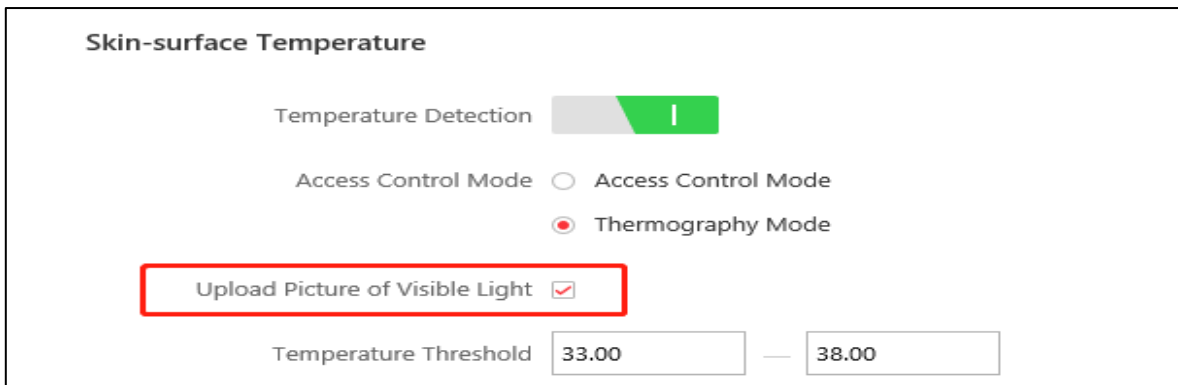 Skin-surface Temperature
Temperature Detection
Access Control Mode Access Control Mode
Thermography Mode
Upload Picture of Visible Light
Temperature Threshold 33.00 — 38.00